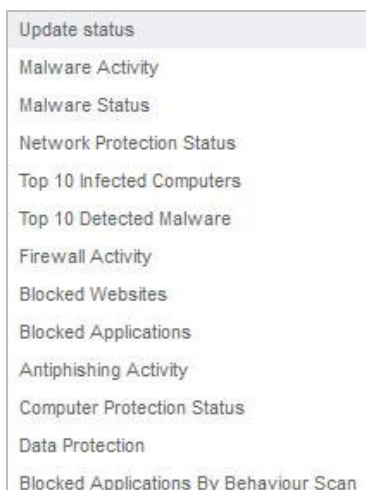 Update status
Malware Activity
Malware Status
Network Protection Status
Top 10 Infected Computers
Top 10 Detected Malware
Firewall Activity
Blocked Websites
Blocked Applications
Antiphishing Activity
Computer Protection Status
Data Protection
Blocked Applications By Behaviour Scan